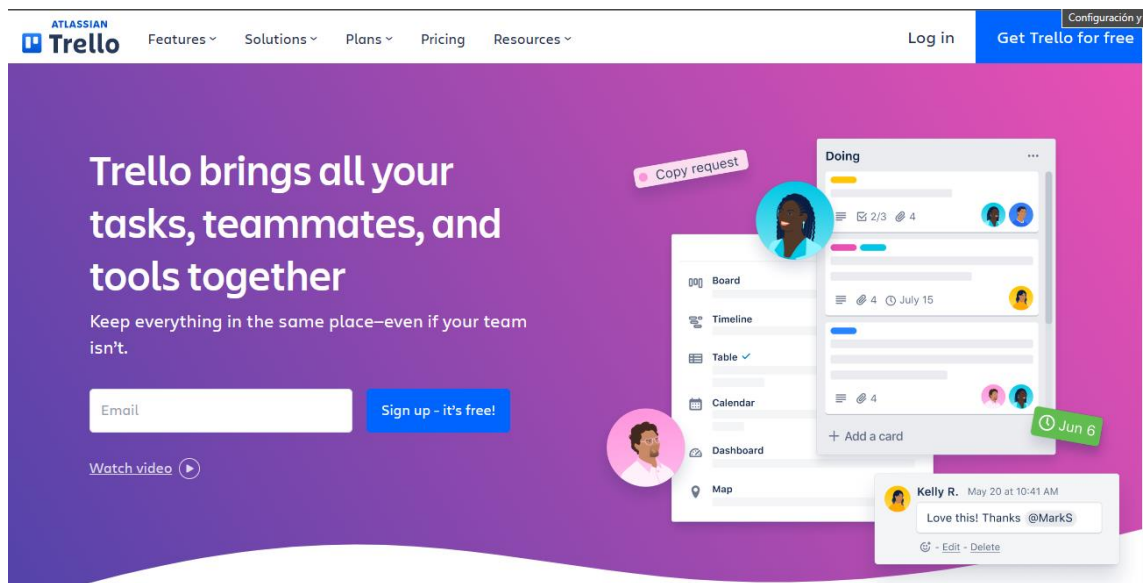 ATLASSIAN
Trello
Features
Solutions
Plans
Pricing
Resources
Log in
Get Trello for free
Configuración y
Trello brings all your
tasks, teammates, and
tools together
Keep everything in the same place—even if your team
isn't.
Email
Sign up - it's free!
Watch video
Copy request
Board
Timeline
Table
Calendar
Dashboard
Map
Doing
2/3 4
4 July 15
4
+ Add a card
Jun 6
Kelly R. May 20 at 10:41 AM
Love this! Thanks @MarkS
- Edit - Delete